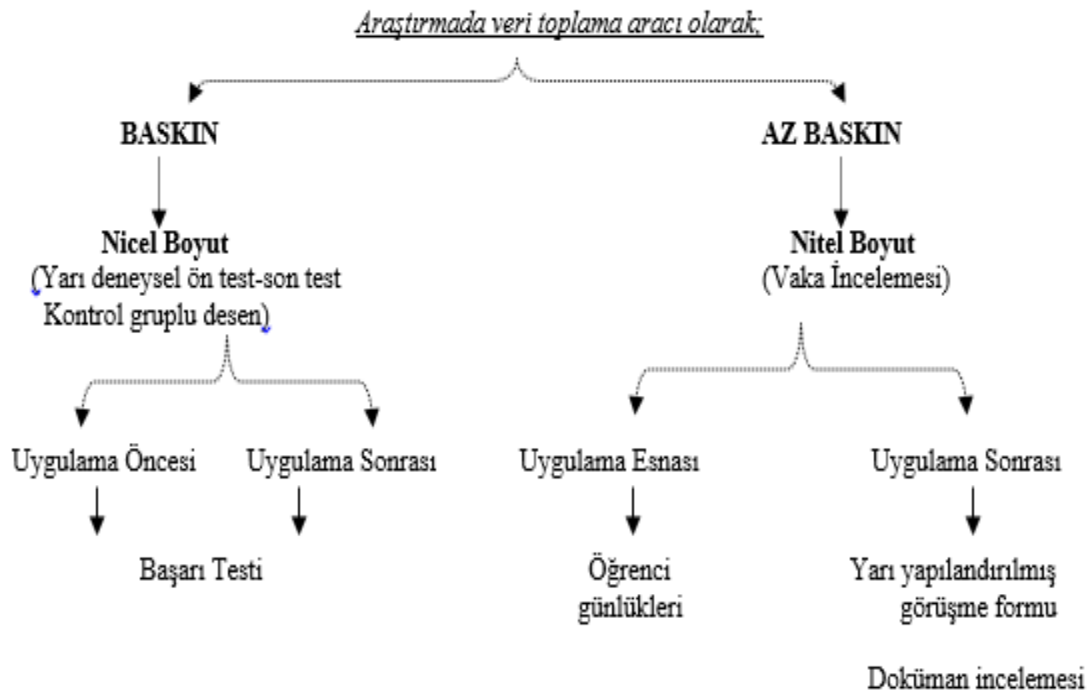 Araştırmada veri toplama aracı olarak;
BASKIN
AZ BASKIN
Nicel Boyut
(Yarı deneysel ön test-son test
Kontrol gruplu desen)
Nitel Boyut
(Vaka İncelemesi)
Uygulama Öncesi
Uygulama Sonrası
Uygulama Esnası
Uygulama Sonrası
Başarı Testi
Öğrenci
günlükleri
Yarı yapılandırılmış
görüşme formu
Doküman incelemesi